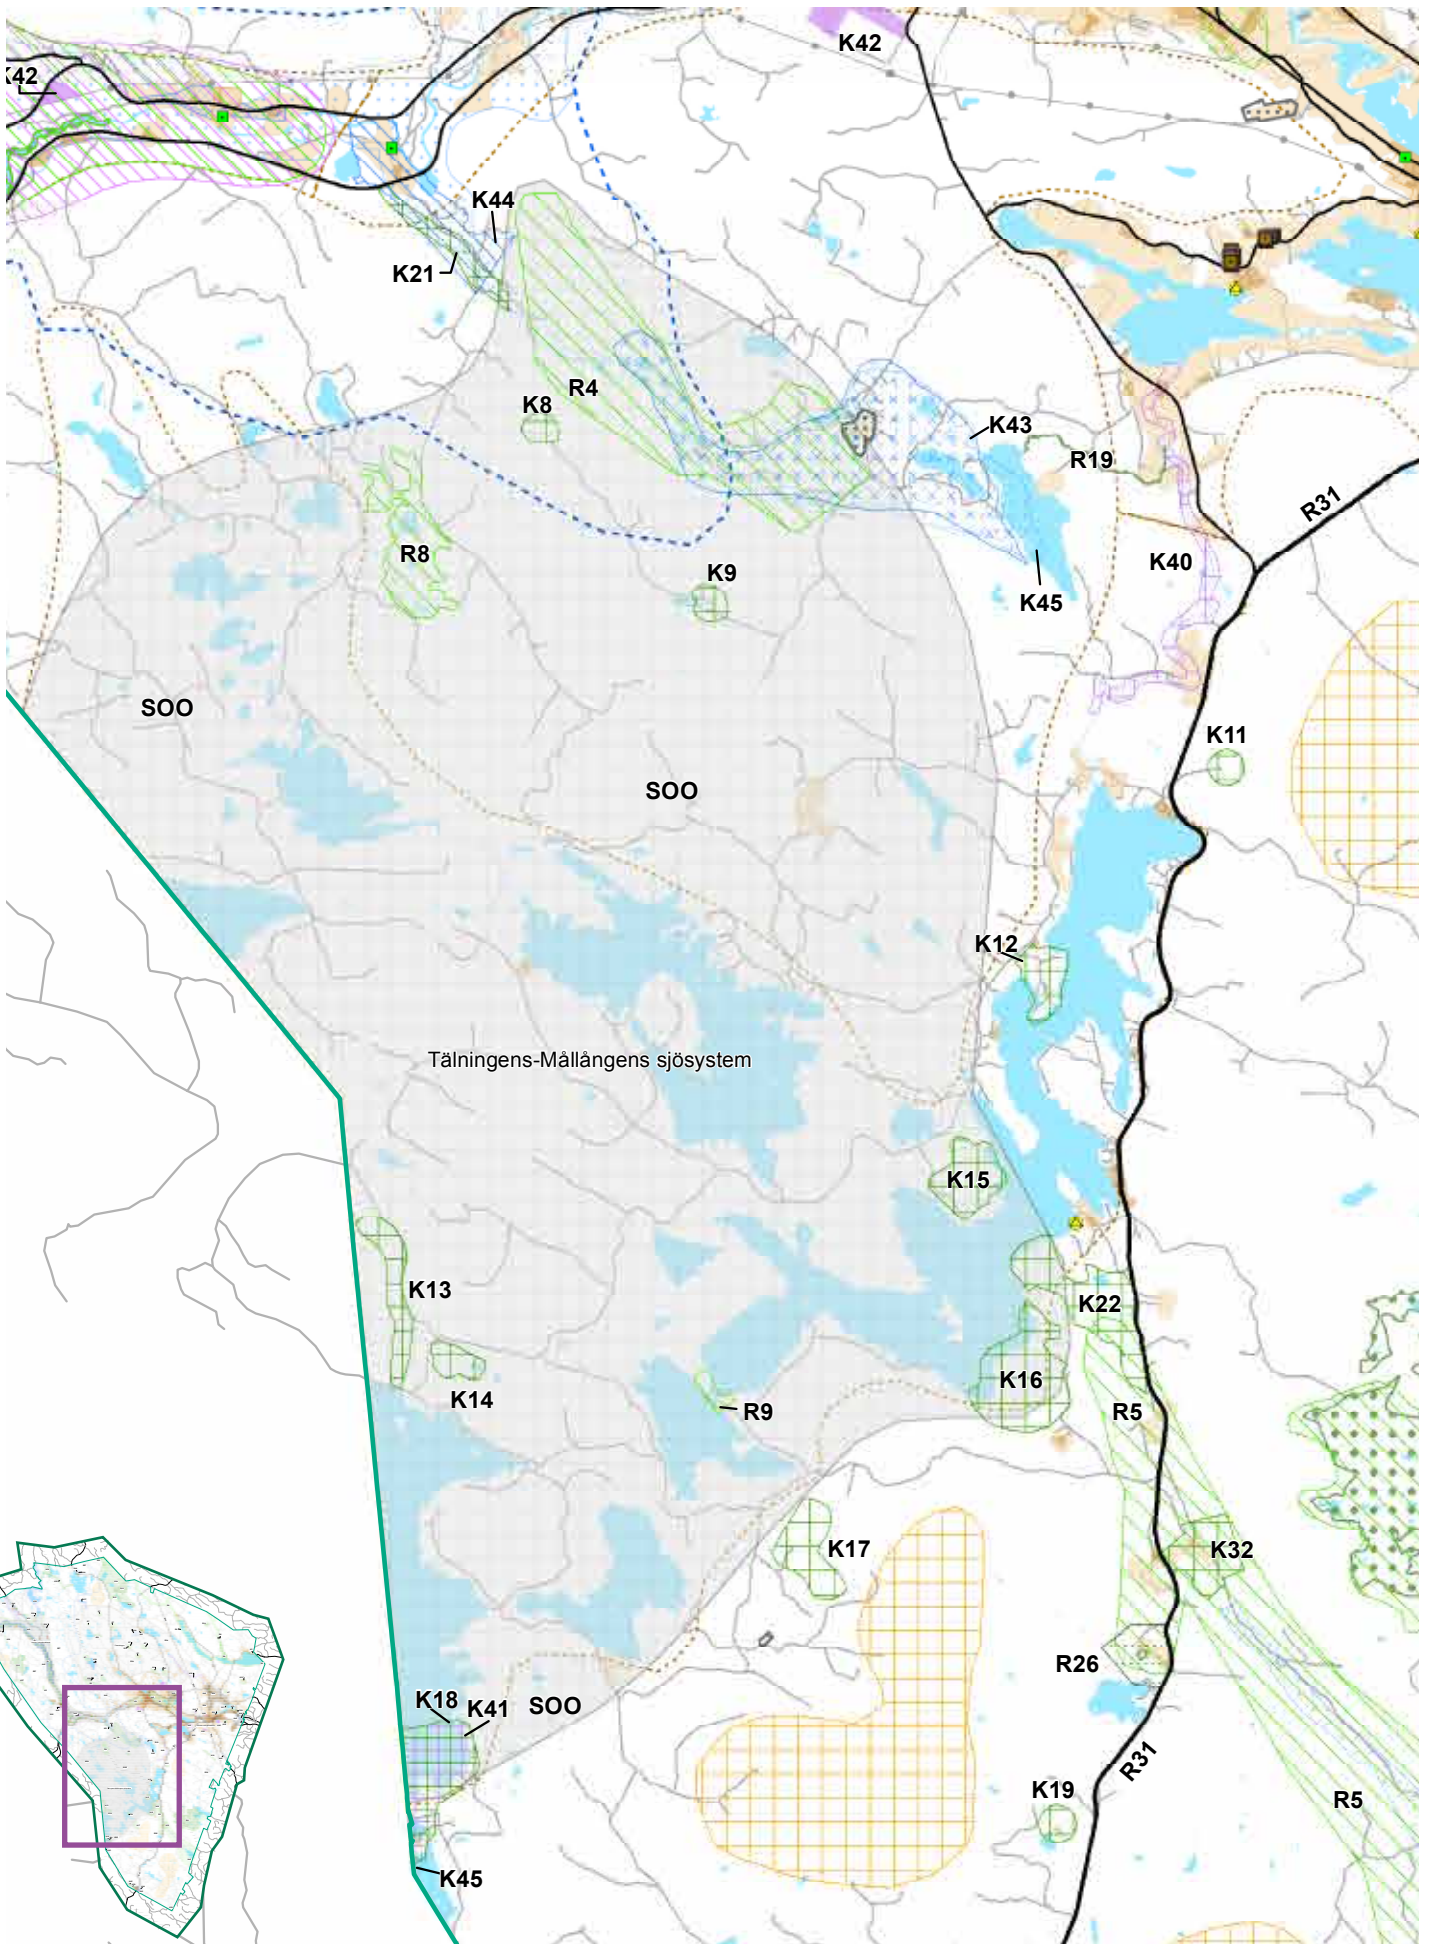 K42
K42
K44
K21
R4
K8
K43
R19
R31
R8
K40
K9
K45
SOO
K11
SOO
K12
Tälningens-Mållångens sjösystem
K15
K13
K22
K16
K14
R9
R5
K17
K32
R26
K18
K41
SOO
R31
K19
R5
K45